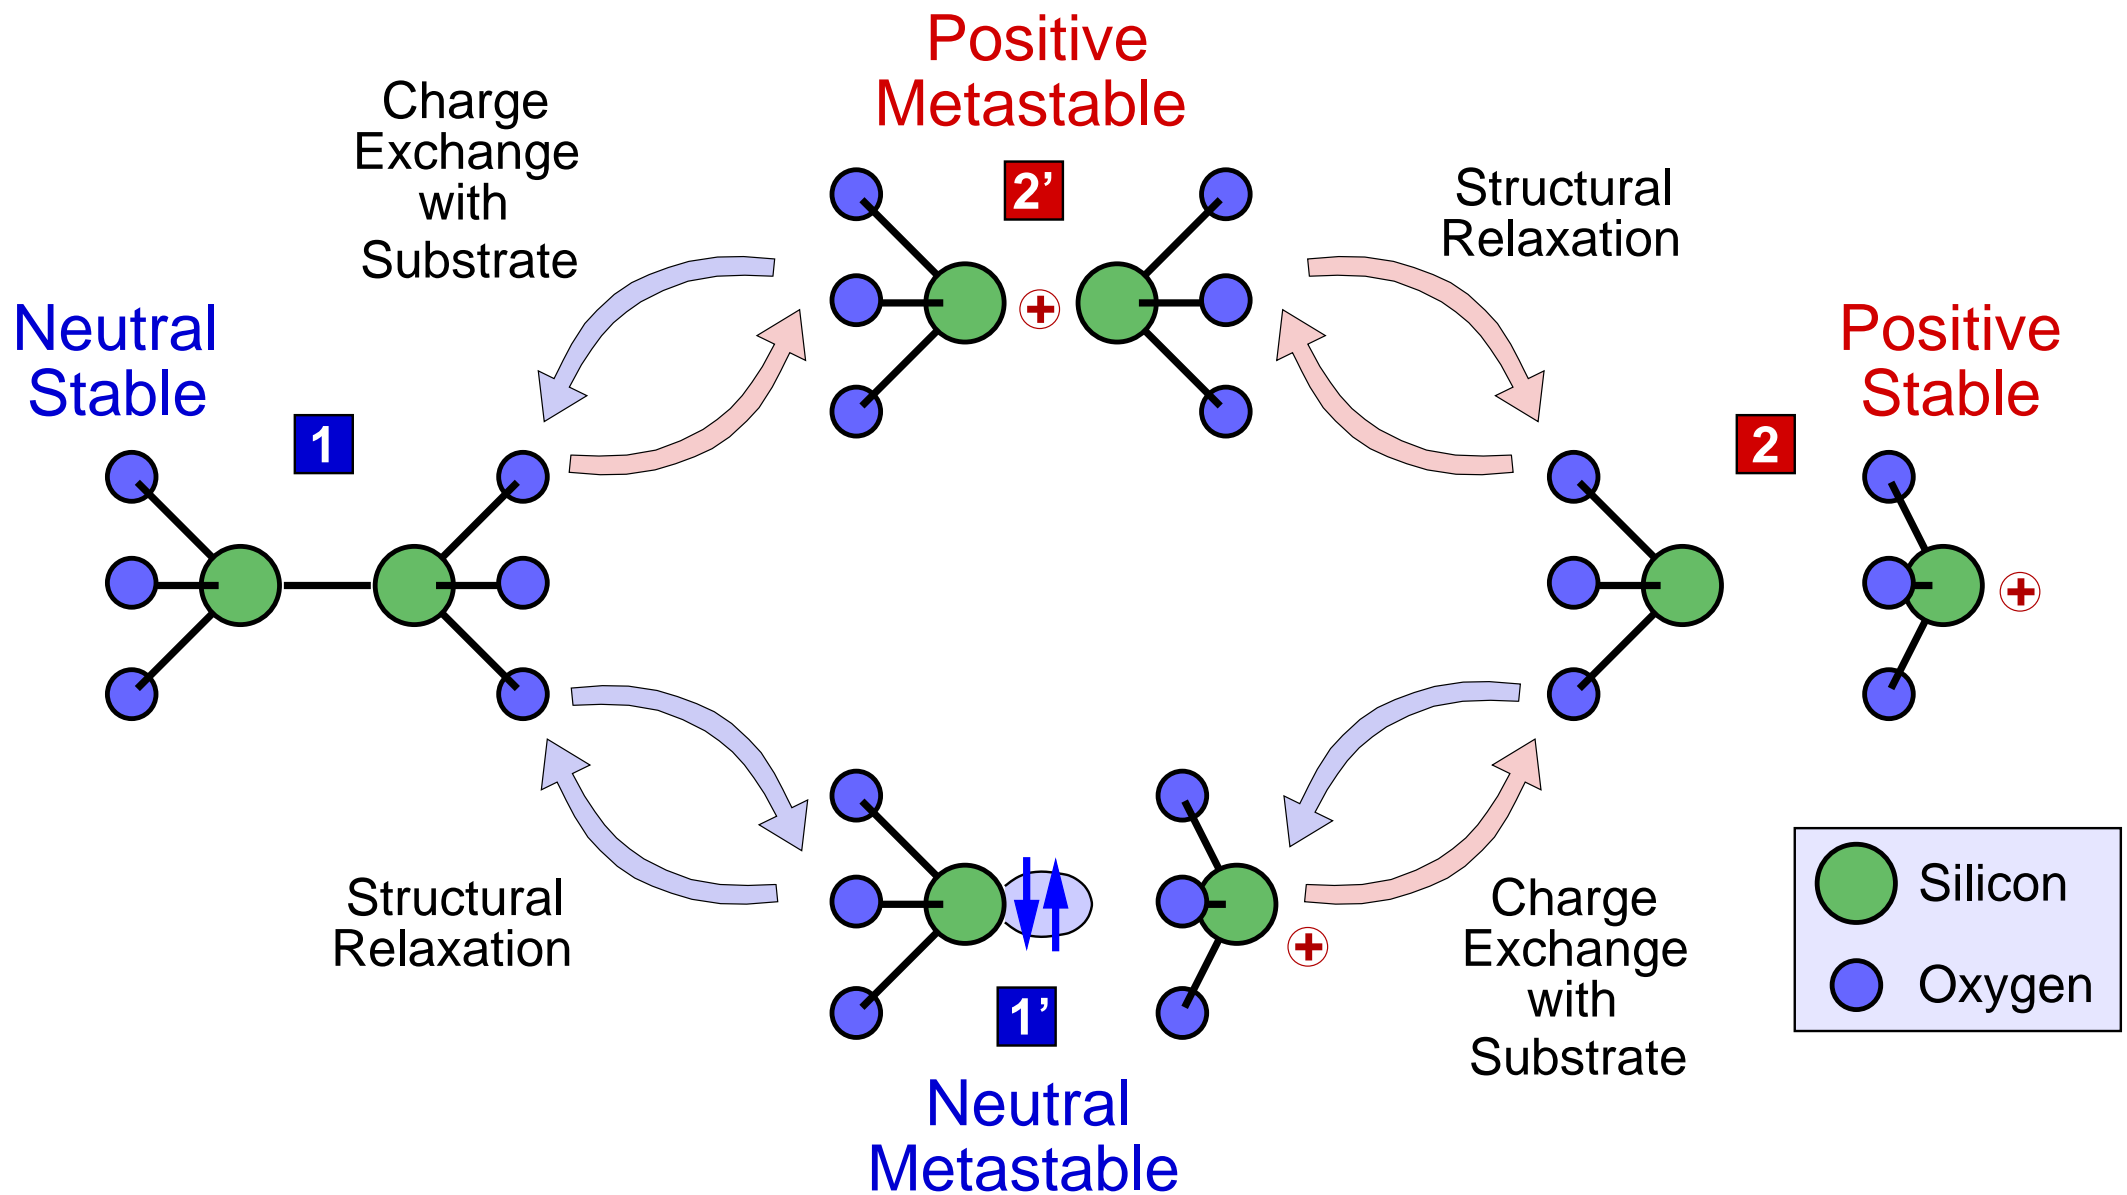 Positive
Metastable
2’
Charge
Exchange
with
Substrate
Structural
Relaxation
Neutral
Stable
1
Positive
Stable
2
Structural
Relaxation
1’
Neutral
Metastable
Charge
Exchange
with
Substrate
Silicon
Oxygen